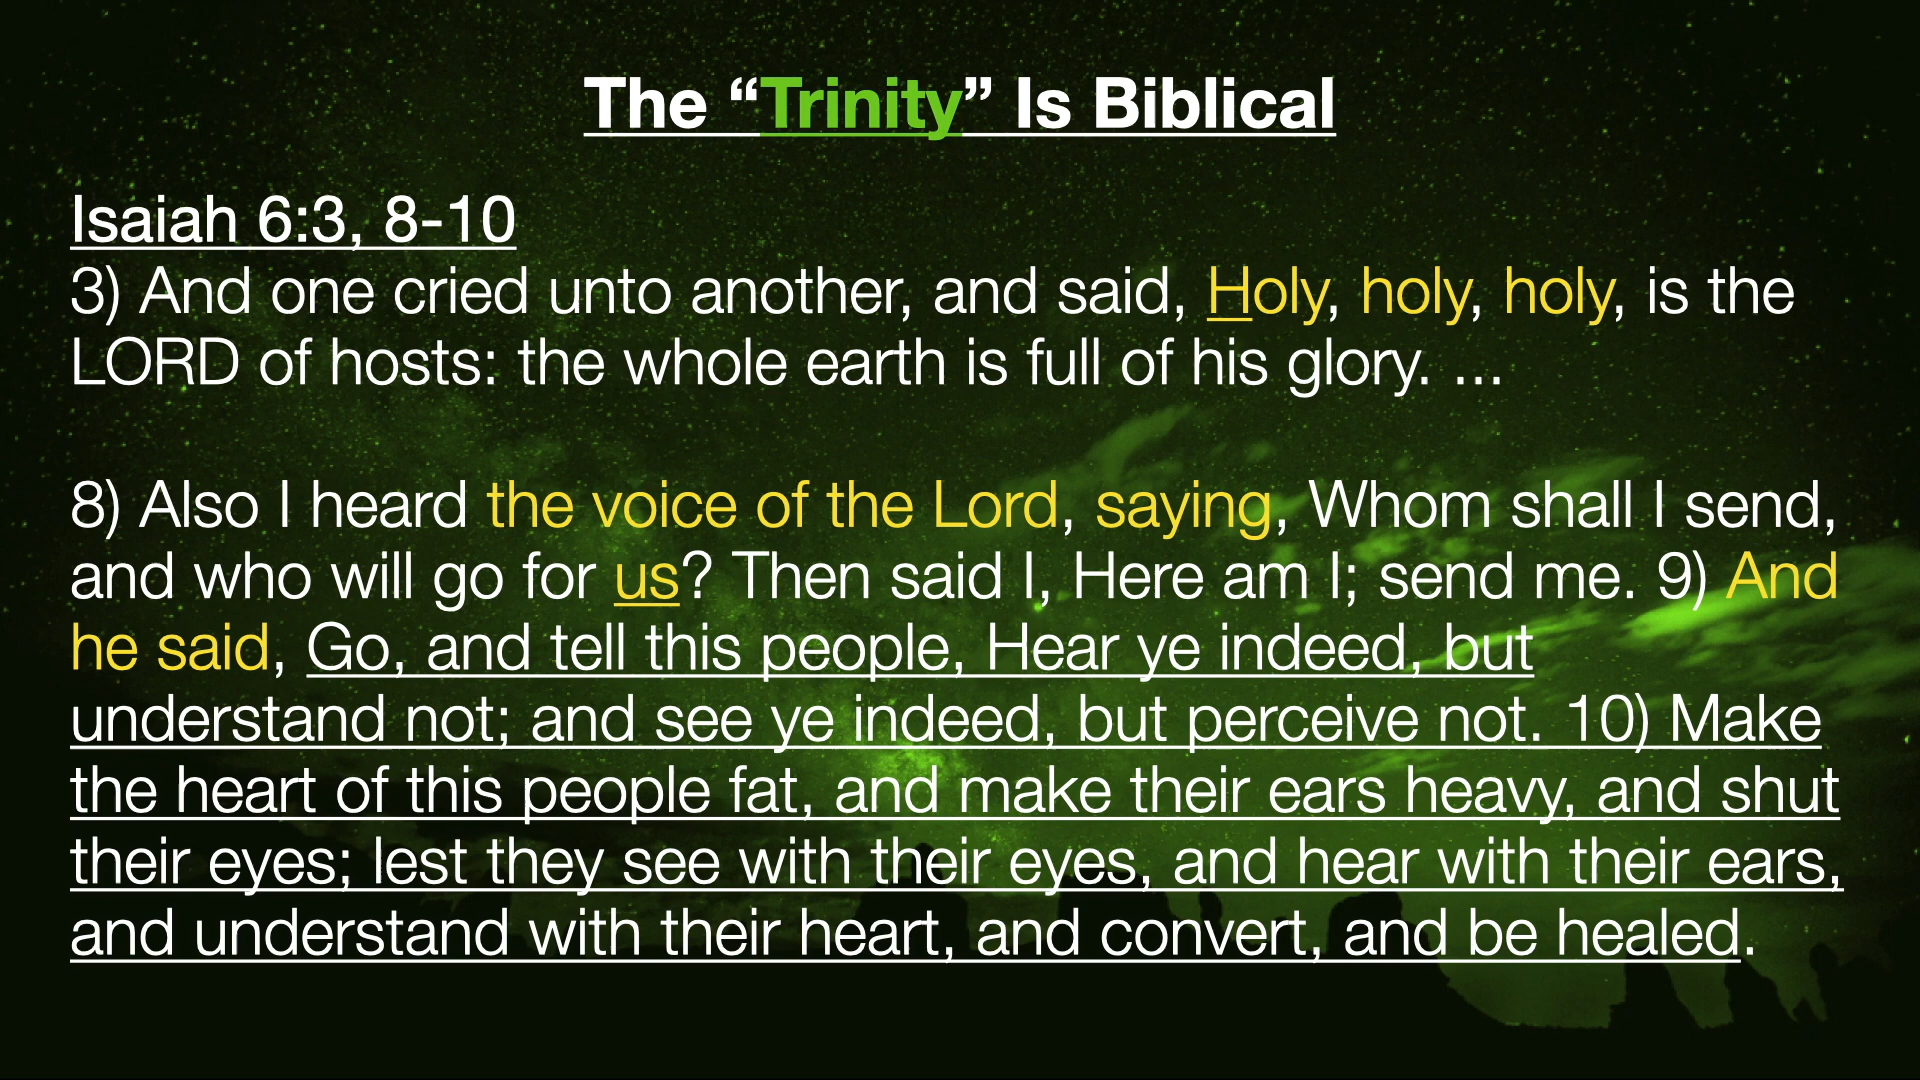 The “Trinity” Is Biblical
Isaiah 6:3, 8-10
3) And one cried unto another, and said, Holy, holy, holy, is the
LORD of hosts: the whole earth is full of his glory. ...
8) Also I heard the voice of the Lord, saying, Whom shall I send,
and who will go for us? Then said I, Here am I; send me. 9) And
he said, Go, and tell this people, Hear ye indeed, but
understand not; and see ye indeed, but perceive not. 10) Make
the heart of this people fat, and make their ears heavy, and shut
their eyes; lest they see with their eyes, and hear with their ears,
and understand with their heart, and convert, and be healed.